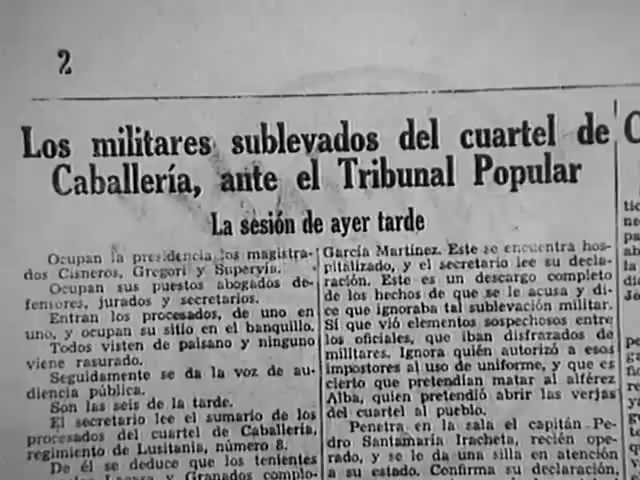 2
Los militares sublevados del cuartel de
Caballería, ante el Tribunal Popular
La sesión de ayer tarde
Ocupan la presidencia los magistra-
dos Cisneros, Gregori y Supervía.
Ocupan sus puestos abogados de-
fensores, jurados y secretarios.
Entran los procesados, de uno en
uno, y ocupan su sitio en el banquillo.
Todos visten de paisano y ninguno
viene rasurado.
Seguidamente se da la voz de au-
diencia pública.
Son las seis de la tarde.
El secretario lee el sumario de los
procesados del cuartel de Caballería,
regimiento de Lusitania, número 8.
De él se deduce que los tenientes
y Granados complo-
García Martínez. Este se encuentra hos-
pitalizado, y el secretario lee su decla-
ración. Este es un descargo completo
de los hechos de que se le acusa y di-
ce que ignoraba tal sublevación militar.
Sí que vió elementos sospechosos entre
los oficiales, que iban disfrazados de
militares. Ignora quién autorizó a esos
impostores al uso de uniforme, y que es
cierto que pretendían matar al alférez
Alba, quien pretendió abrir las verjas
del cuartel al pueblo.
Penetra en la sala el capitán Pe-
dro Santamaría Iracheta, recién ope-
rado, y se le da una silla en atención
a su estado. Confirma su declaración,
C